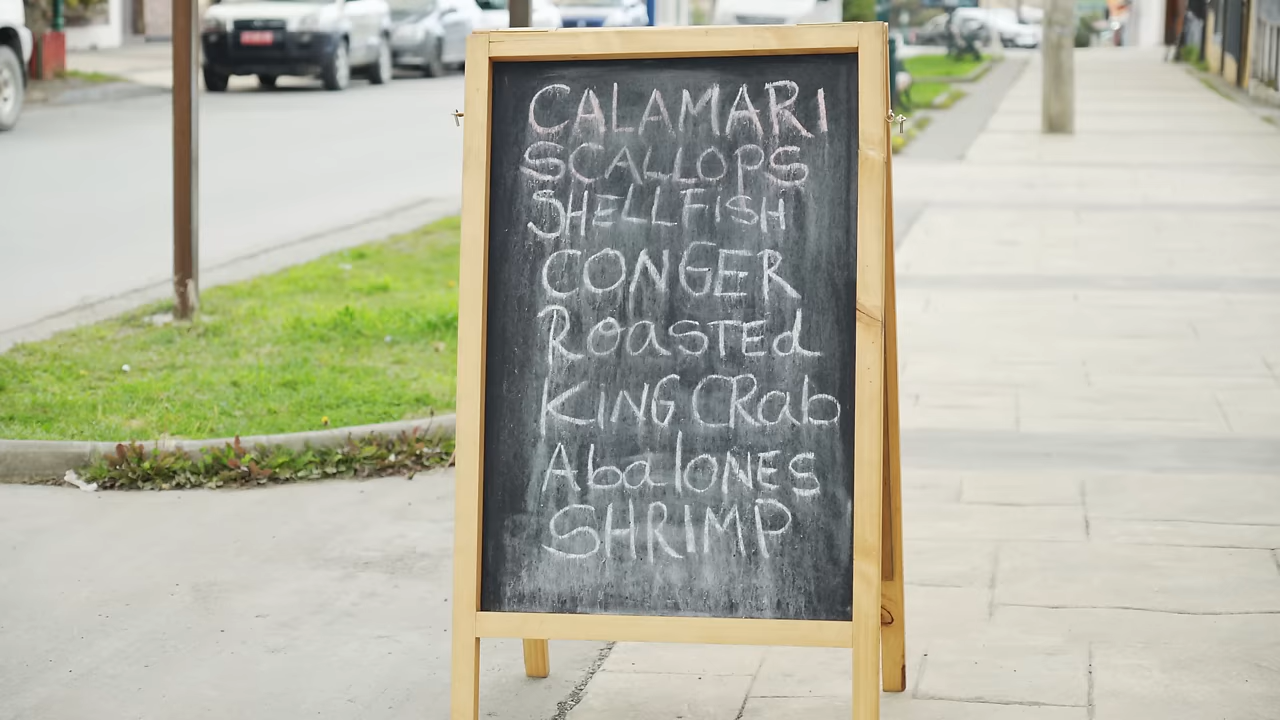 CALAMARI
SCALLOPS
SHELLFISH
CONGER
Roasted
KING CRab
AbalONES
SHRIMP